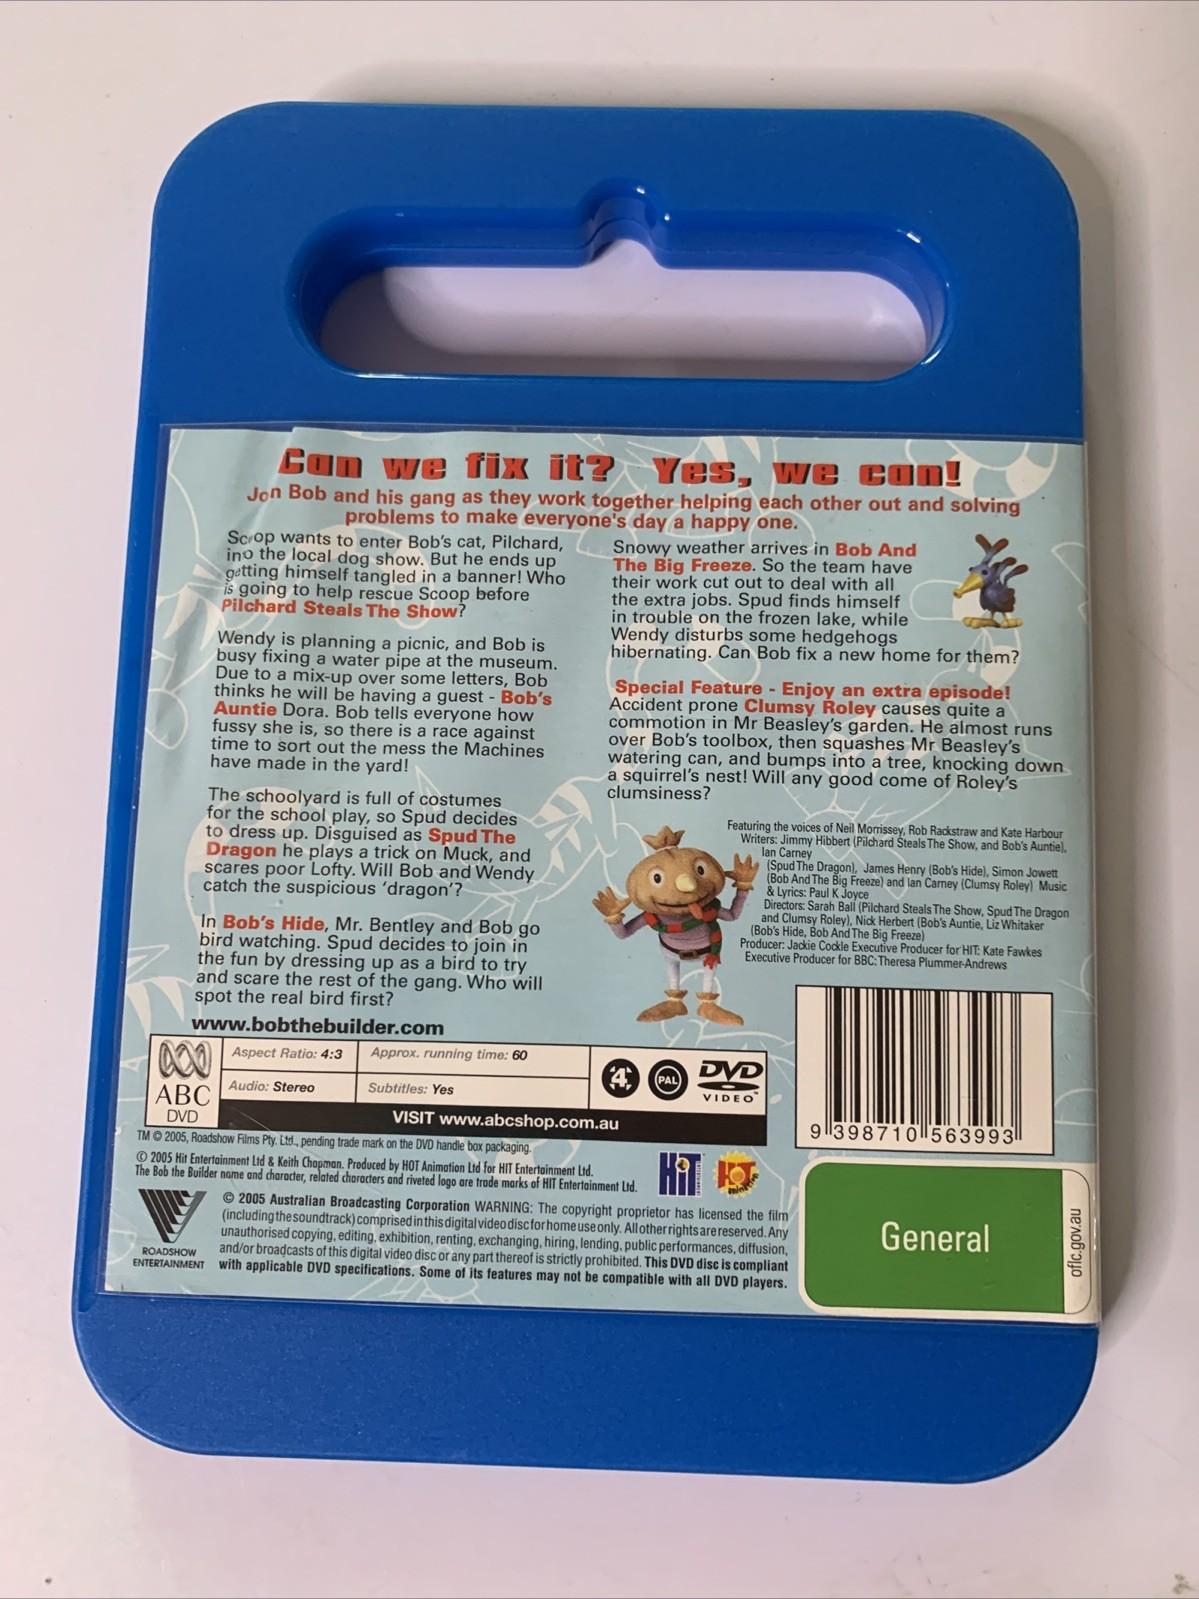 Can we fix it? Yes, we can!
Join Bob and his gang as they work together helping each other out and solving
problems to make everyone's day a happy one.
Scoop wants to enter Bob's cat, Pilchard,
into the local dog show. But he ends up
getting himself tangled in a banner! Who
is going to help rescue Scoop before
Pilchard Steals The Show?
Wendy is planning a picnic, and Bob is
busy fixing a water pipe at the museum.
Due to a mix-up over some letters, Bob
thinks he will be having a guest - Bob's
Auntie Dora. Bob tells everyone how
fussy she is, so there is a race against
time to sort out the mess the Machines
have made in the yard!
The schoolyard is full of costumes
for the school play, so Spud decides
to dress up. Disguised as Spud The
Dragon he plays a trick on Muck, and
scares poor Lofty. Will Bob and Wendy
catch the suspicious 'dragon'?
In Bob's Hide, Mr. Bentley and Bob go
bird watching. Spud decides to join in
the fun by dressing up as a bird to try
and scare the rest of the gang. Who will
spot the real bird first?
www.bobthebuilder.com
Snowy weather arrives in Bob And
The Big Freeze. So the team have
their work cut out to deal with all
the extra jobs. Spud finds himself
in trouble on the frozen lake, while
Wendy disturbs some hedgehogs
hibernating. Can Bob fix a new home for them?
Special Feature - Enjoy an extra episode!
Accident prone Clumsy Roley causes quite a
commotion in Mr Beasley's garden. He almost runs
over Bob's toolbox, then squashes Mr Beasley's
watering can, and bumps into a tree, knocking down
a squirrel's nest! Will any good come of Roley's
clumsiness?
Featuring the voices of Neil Morrissey, Rob Rackstraw and Kate Harbour
Writers: Jimmy Hibbert (Pilchard Steals The Show, and Bob's Auntie),
Ian Carney
(Spud The Dragon), James Henry (Bob's Hide), Simon Jowett
(Bob And The Big Freeze) and Ian Carney (Clumsy Roley) Music
& Lyrics: Paul K Joyce
Directors: Sarah Ball (Pilchard Steals The Show, Spud The Dragon
and Clumsy Roley), Nick Herbert (Bob's Auntie, Liz Whitaker
(Bob's Hide, Bob And The Big Freeze)
Producer: Jackie Cockle Executive Producer for HIT: Kate Fawkes
Executive Producer for BBC: Theresa Plummer-Andrews
ABC
DVD
Aspect Ratio: 4:3
Approx. running time: 60
Audio: Stereo
Subtitles: Yes
4
PAL
DVD
VIDEO
VISIT www.abcshop.com.au
9 398710 563993
TM © 2005, Roadshow Films Pty. Ltd., pending trade mark on the DVD handle box packaging.
© 2005 Hit Entertainment Ltd & Keith Chapman. Produced by HOT Animation Ltd for HIT Entertainment Ltd.
The Bob the Builder name and character, related characters and riveted logo are trade marks of HIT Entertainment Ltd.
HiT
HOT
animation
ROADSHOW
ENTERTAINMENT
© 2005 Australian Broadcasting Corporation WARNING: The copyright proprietor has licensed the film
(including the soundtrack) comprised in this digital video disc for home use only. All other rights are reserved. Any
unauthorised copying, editing, exhibition, renting, exchanging, hiring, lending, public performances, diffusion,
and/or broadcasts of this digital video disc or any part thereof is strictly prohibited. This DVD disc is compliant
with applicable DVD specifications. Some of its features may not be compatible with all DVD players.
General
oflc.gov.au